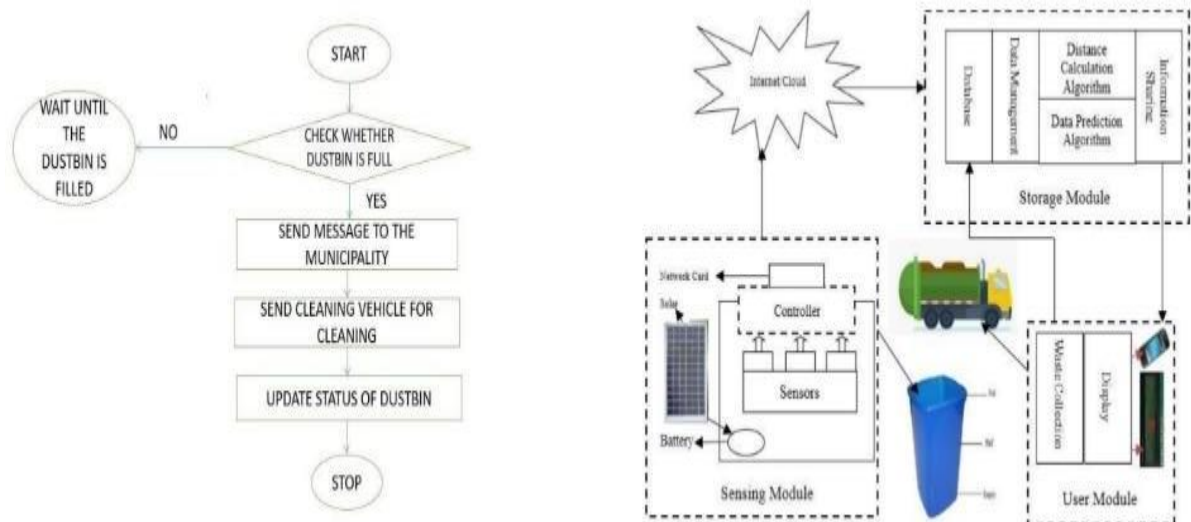 START
WAIT UNTIL
THE
DUSTBIN IS
FILLED
NO
CHECK WHETHER
DUSTBIN IS FULL
YES
SEND MESSAGE TO THE
MUNICIPALITY
SEND CLEANING VEHICLE FOR
CLEANING
UPDATE STATUS OF DUSTBIN
STOP
Internet Cloud
Database
Data Management
Distance
Calculation
Algorithm
Data Prediction
Algorithm
Information
Sharing
Storage Module
Network Card
Controller
Solar
Sensors
Battery
Sensing Module
Full
Half
Waste Collection
Display
User Module